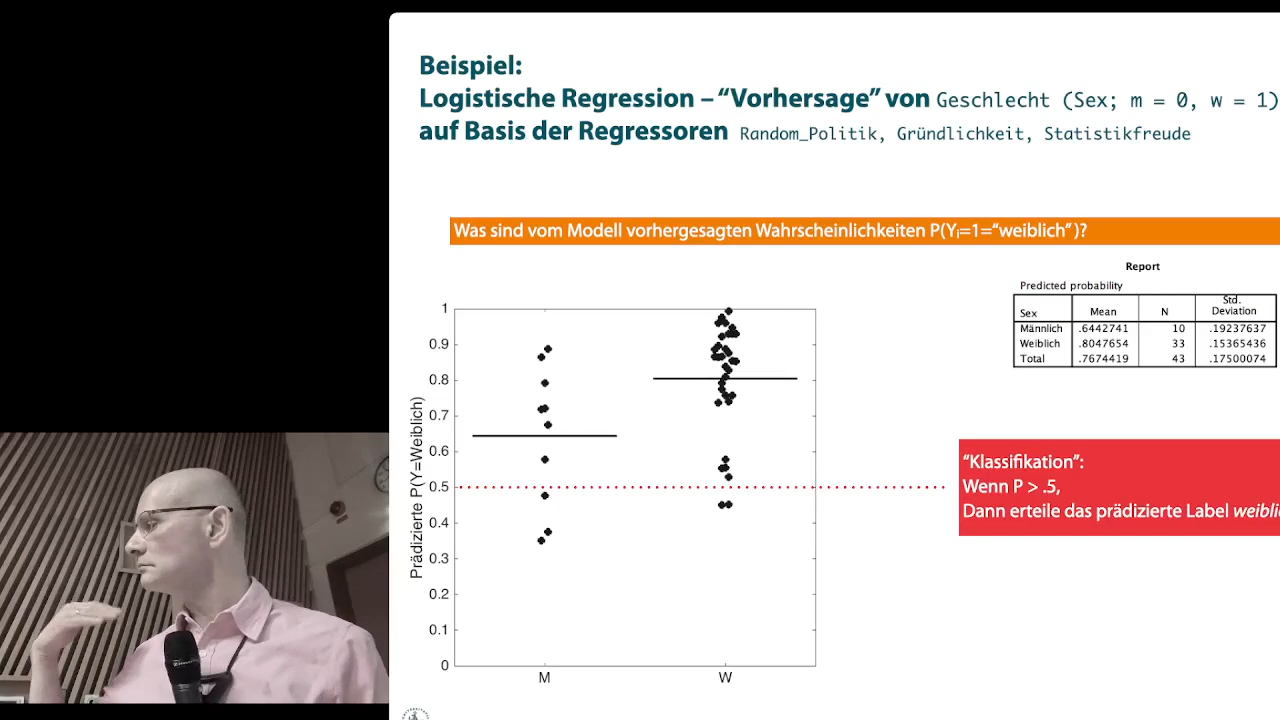 Beispiel:
Logistische Regression – “Vorhersage” von Geschlecht (Sex; m = 0, w = 1)
auf Basis der Regressoren Random_Politik, Gründlichkeit, Statistikfreude
Was sind vom Modell vorhergesagten Wahrscheinlichkeiten P(Yᵢ=1=“weiblich”)?
Report
Predicted probability
Sex Mean N Std. Deviation
Männlich .6442741 10 .19237637
Weiblich .8047654 33 .15365436
Total .7674419 43 .17500074
Prädizierte P(Y=Weiblich)
1
0.9
0.8
0.7
0.6
0.5
0.4
0.3
0.2
0.1
0
M W
“Klassifikation”:
Wenn P > .5,
Dann erteile das prädizierte Label